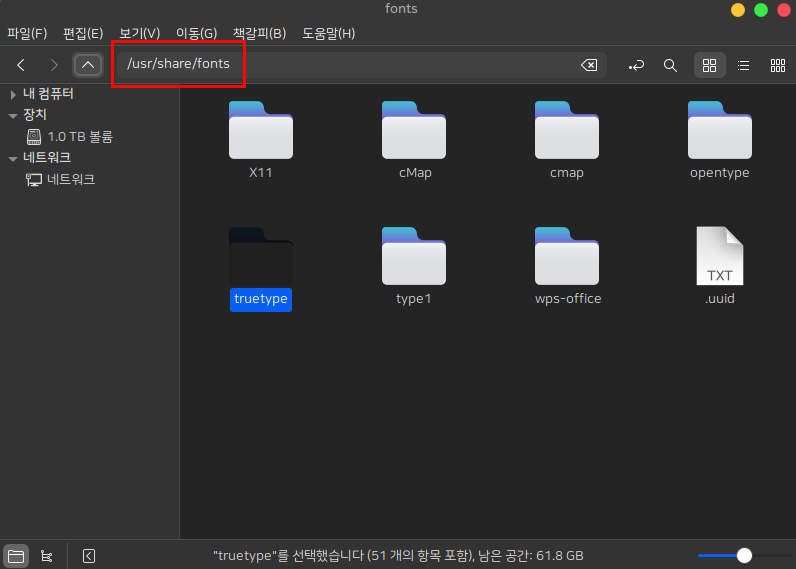 fonts
파일(F) 편집(E) 보기(V) 이동(G) 책갈피(B) 도움말(H)
/usr/share/fonts
내 컴퓨터
장치
1.0 TB 볼륨
네트워크
네트워크
X11 cMap cmap opentype
TXT
truetype type1 wps-office .uuid
"truetype"를 선택했습니다 (51 개의 항목 포함), 남은 공간: 61.8 GB